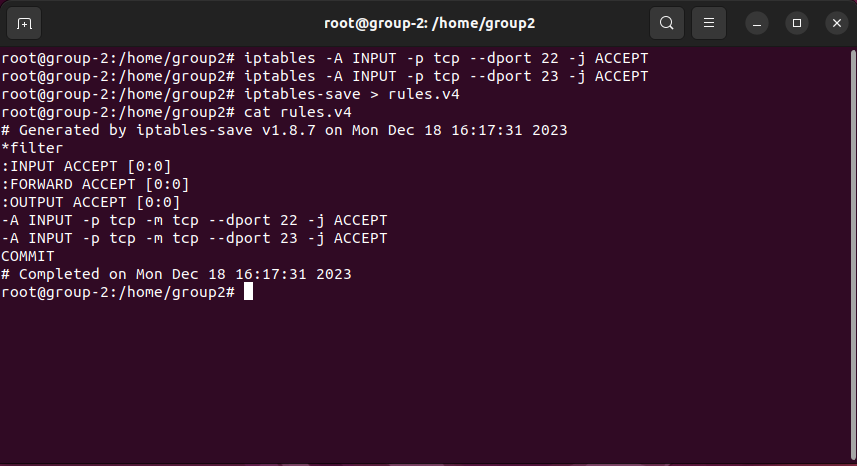 root@group-2: /home/group2
root@group-2:/home/group2# iptables -A INPUT -p tcp --dport 22 -j ACCEPT
root@group-2:/home/group2# iptables -A INPUT -p tcp --dport 23 -j ACCEPT
root@group-2:/home/group2# iptables-save > rules.v4
root@group-2:/home/group2# cat rules.v4
# Generated by iptables-save v1.8.7 on Mon Dec 18 16:17:31 2023
*filter
:INPUT ACCEPT [0:0]
:FORWARD ACCEPT [0:0]
:OUTPUT ACCEPT [0:0]
-A INPUT -p tcp -m tcp --dport 22 -j ACCEPT
-A INPUT -p tcp -m tcp --dport 23 -j ACCEPT
COMMIT
# Completed on Mon Dec 18 16:17:31 2023
root@group-2:/home/group2#